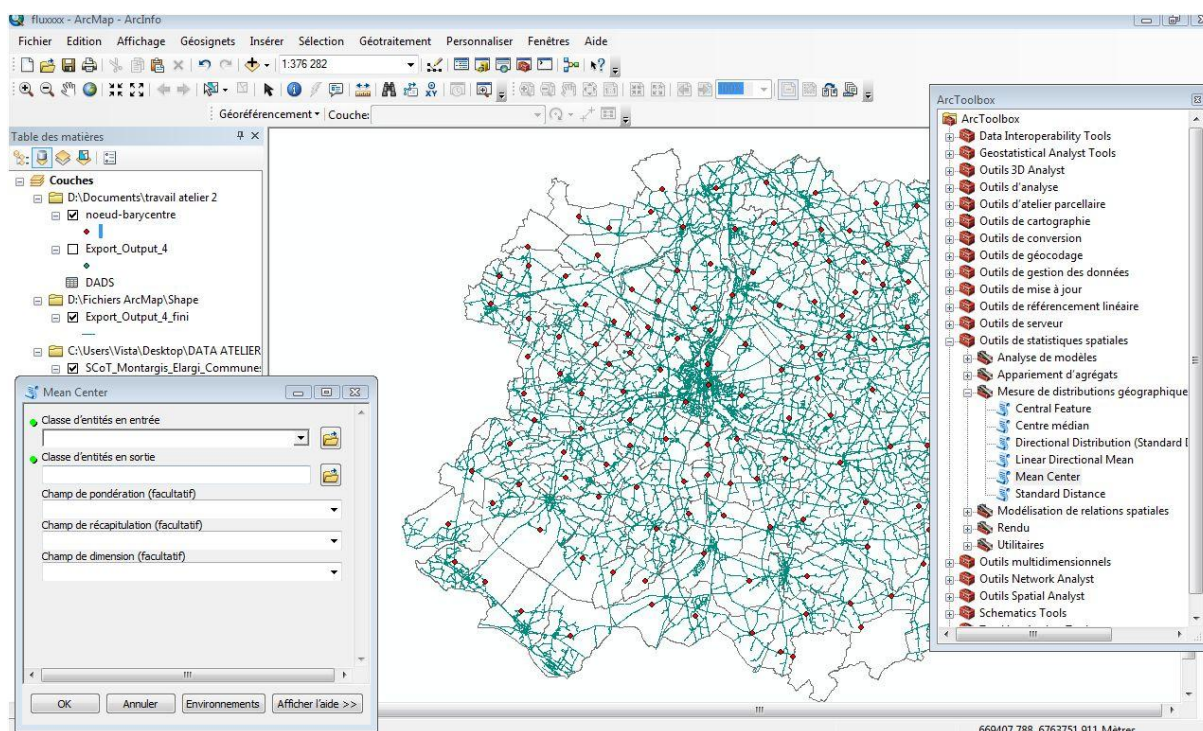 fluxxxx - ArcMap - ArcInfo
Fichier Edition Affichage Géosignets Insérer Sélection Géotraitement Personnaliser Fenêtres Aide
1:376 282
Géoréférencement Couche:
Table des matières
Couches
D:\Documents\travail atelier 2
noeud-barycentre
Export_Output_4
DADS
D:\Fichiers ArcMap\Shape
Export_Output_4_fini
C:\Users\Vista\Desktop\DATA ATELIER
SCoT_Montargis_Elargi_Communes
Mean Center
Classe d'entités en entrée
Classe d'entités en sortie
Champ de pondération (facultatif)
Champ de récapitulation (facultatif)
Champ de dimension (facultatif)
OK Annuler Environnements Afficher l'aide >>
ArcToolbox
ArcToolbox
Data Interoperability Tools
Geostatistical Analyst Tools
Outils 3D Analyst
Outils d'analyse
Outils d'atelier parcellaire
Outils de cartographie
Outils de conversion
Outils de géocodage
Outils de gestion des données
Outils de mise à jour
Outils de référencement linéaire
Outils de serveur
Outils de statistiques spatiales
Analyse de modèles
Appariement d'agrégats
Mesure de distributions géographique
Central Feature
Centre médian
Directional Distribution (Standard
Linear Directional Mean
Mean Center
Standard Distance
Modélisation de relations spatiales
Rendu
Utilitaires
Outils multidimensionnels
Outils Network Analyst
Outils Spatial Analyst
Schematics Tools
669407,788 6763751,911 Mètres